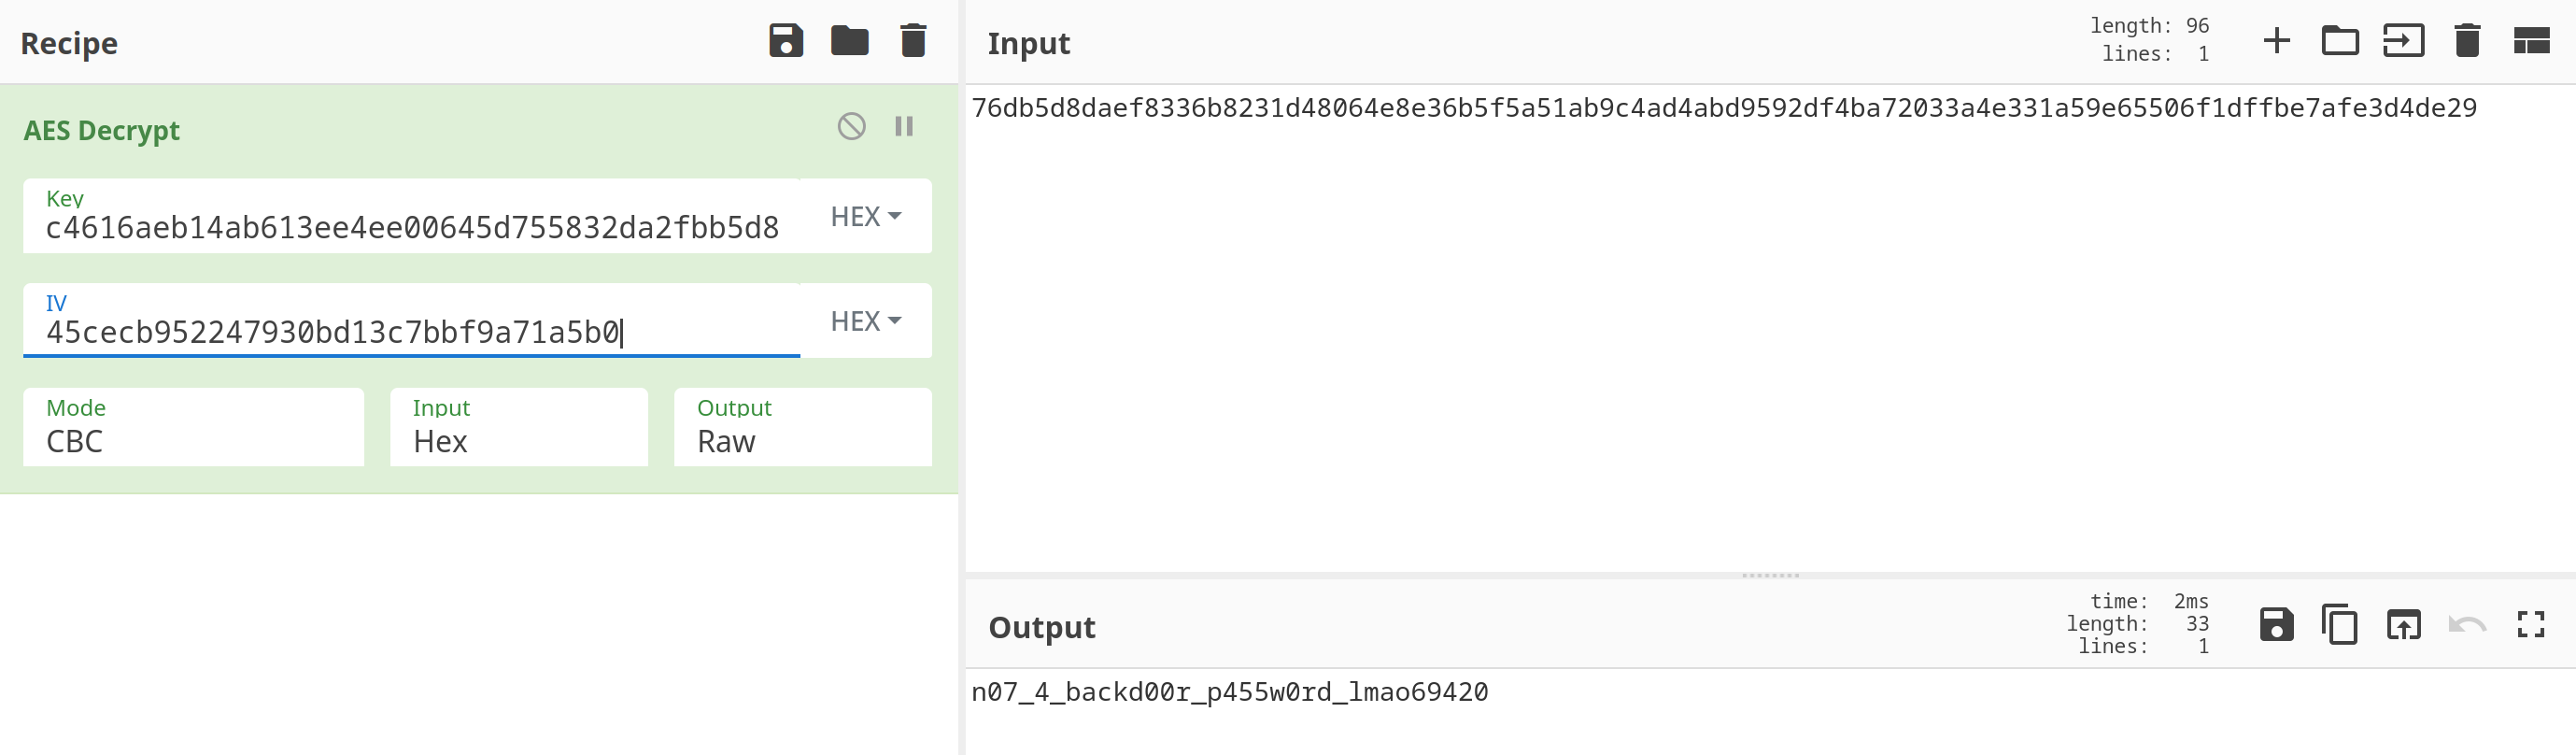 Recipe
AES Decrypt
Key
c4616aeb14ab613ee4ee00645d755832da2fbb5d8
HEX
IV
45cecb952247930bd13c7bbf9a71a5b0
HEX
Mode
CBC
Input
Hex
Output
Raw
Input
length: 96
lines: 1
76db5d8daef8336b8231d48064e8e36b5f5a51ab9c4ad4abd9592df4ba72033a4e331a59e65506f1dffbe7afe3d4de29
Output
time: 2ms
length: 33
lines: 1
n07_4_backd00r_p455w0rd_lmao69420